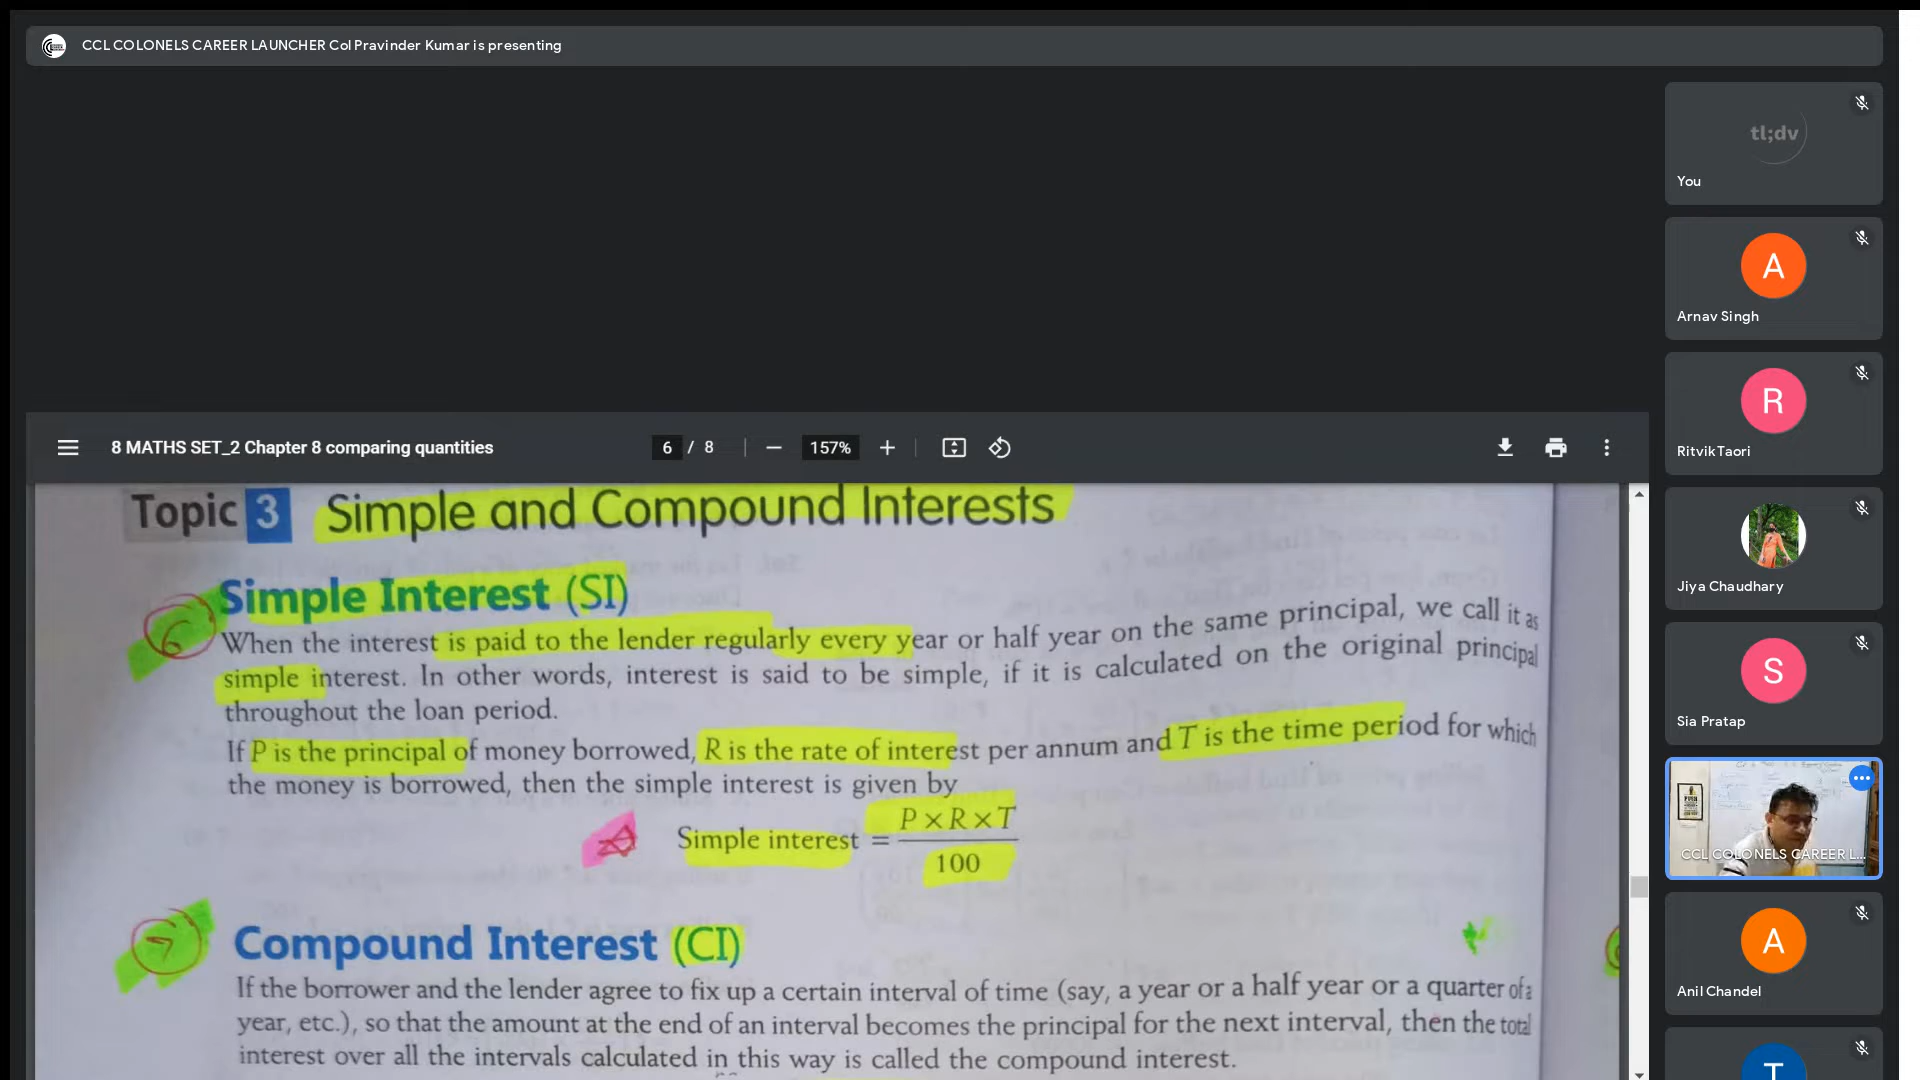 CCL COLONELS CAREER LAUNCHER Col Pravinder Kumar is presenting
tl;dv
You
A
Arnav Singh
R
Ritvik Taori
Jiya Chaudhary
S
Sia Pratap
CCL COLONELS CAREER L...
A
Anil Chandel
T
8 MATHS SET_2 Chapter 8 comparing quantities
6 / 8
157%
Topic 3 Simple and Compound Interests
6
Simple Interest (SI)
When the interest is paid to the lender regularly every year or half year on the same principal, we call it as
simple interest. In other words, interest is said to be simple, if it is calculated on the original principal
throughout the loan period.
If P is the principal of money borrowed, R is the rate of interest per annum and T is the time period for which
the money is borrowed, then the simple interest is given by
Simple interest = P × R × T
100
7
Compound Interest (CI)
If the borrower and the lender agree to fix up a certain interval of time (say, a year or a half year or a quarter of a
year, etc.), so that the amount at the end of an interval becomes the principal for the next interval, then the total
interest over all the intervals calculated in this way is called the compound interest.